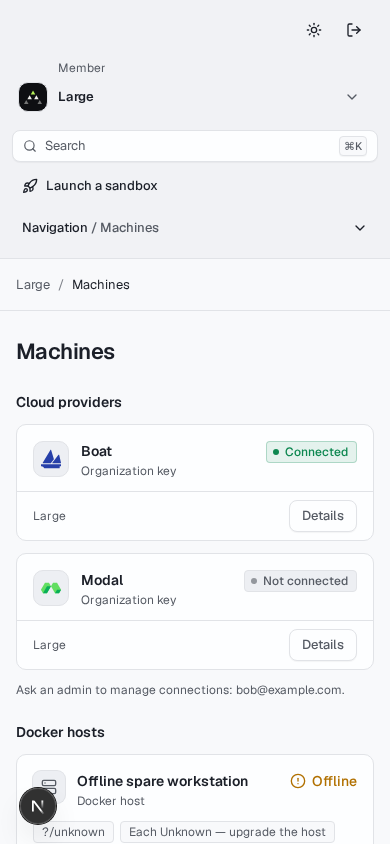 Member
Large
Search ⌘K
Launch a sandbox
Navigation / Machines
Large / Machines
Machines
Cloud providers
Boat
Connected
Organization key
Large
Details
Modal
Not connected
Organization key
Large
Details
Ask an admin to manage connections: bob@example.com.
Docker hosts
Offline spare workstation
Offline
Docker host
N
?/unknown
Each Unknown — upgrade the host